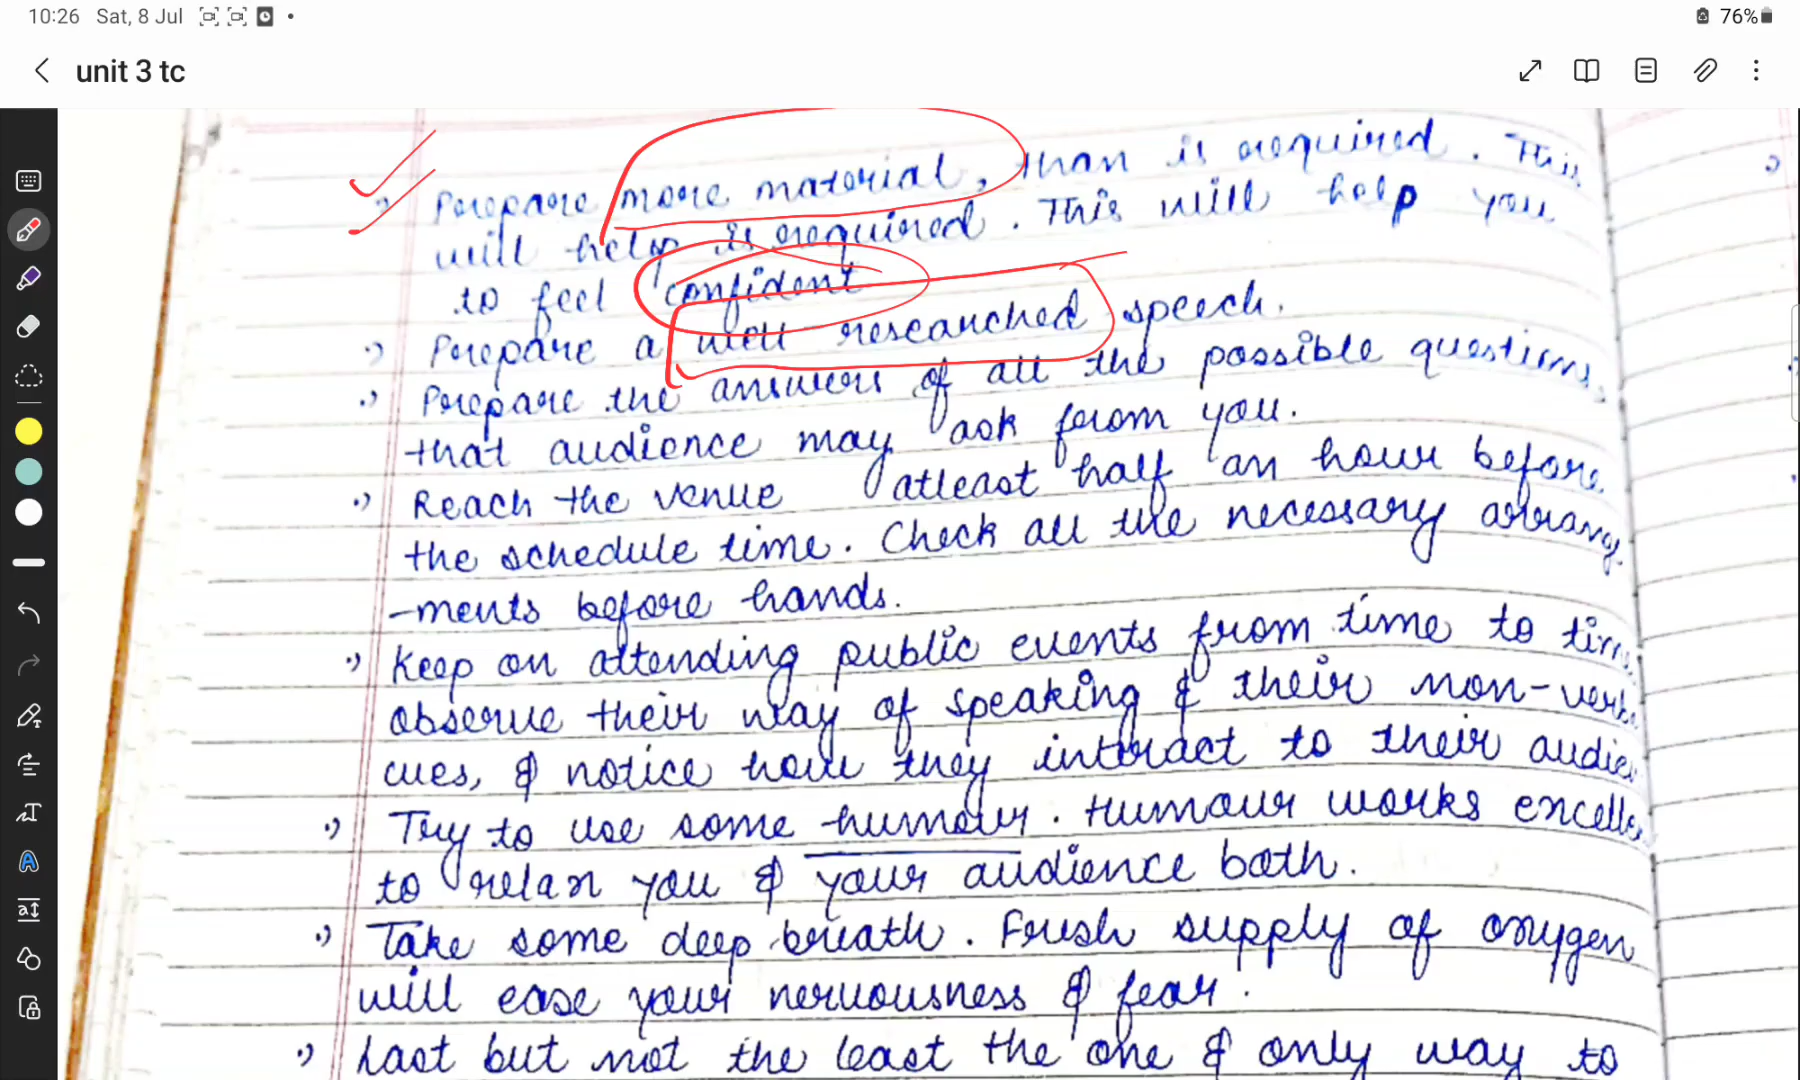 10:26 Sat, 8 Jul
76%
unit 3 tc
Prepare more material, than is required. This
will help is required. This will help you
to feel confident
Prepare a well researched speech.
Prepare the answers of all the possible questions
that audience may ask from you.
Reach the venue atleast half an hour before
the schedule time. Check all the necessary arrang
-ments before hands.
Keep on attending public events from time to tim
observe their way of speaking & their non-verb
cues, & notice how they interact to their audie
Try to use some humour. Humour works excelle
to relax you & your audience both.
Take some deep breath. Fresh supply of oxygen
will ease your nervousness & fear.
Last but not the least the one & only way to